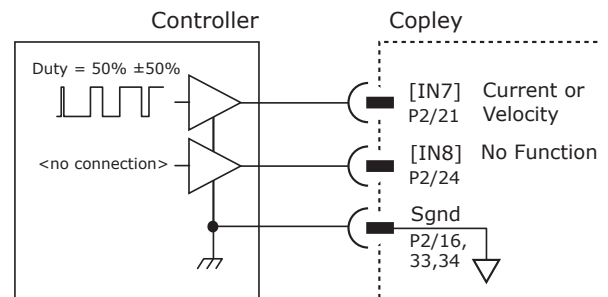 Controller
Copley
Duty = 50% ±50%
[IN7] Current or
P2/21 Velocity
<no connection>
[IN8] No Function
P2/24
Sgnd
P2/16,
33,34